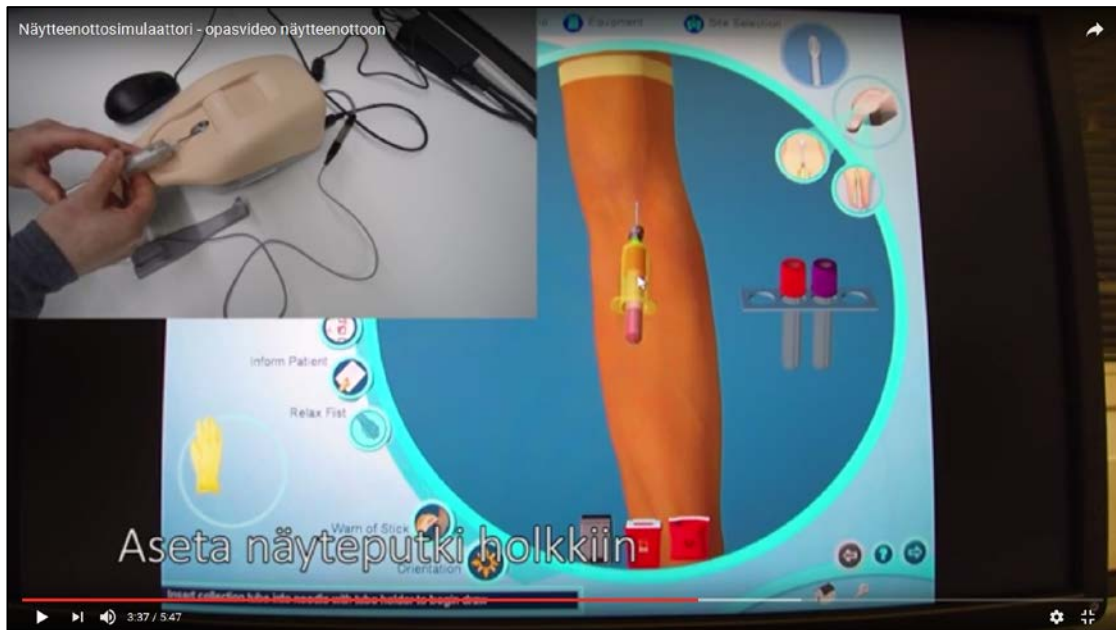 Näytteenottosimulaattori - opasvideo näytteenottoon
Equipment
Site Selection
Inform Patient
Relax Fist
Warn of Stick
Aseta näyteputki holkkiin
Orientation
Insert collection tube into needle with tube holder to begin draw
3:37 / 5:47